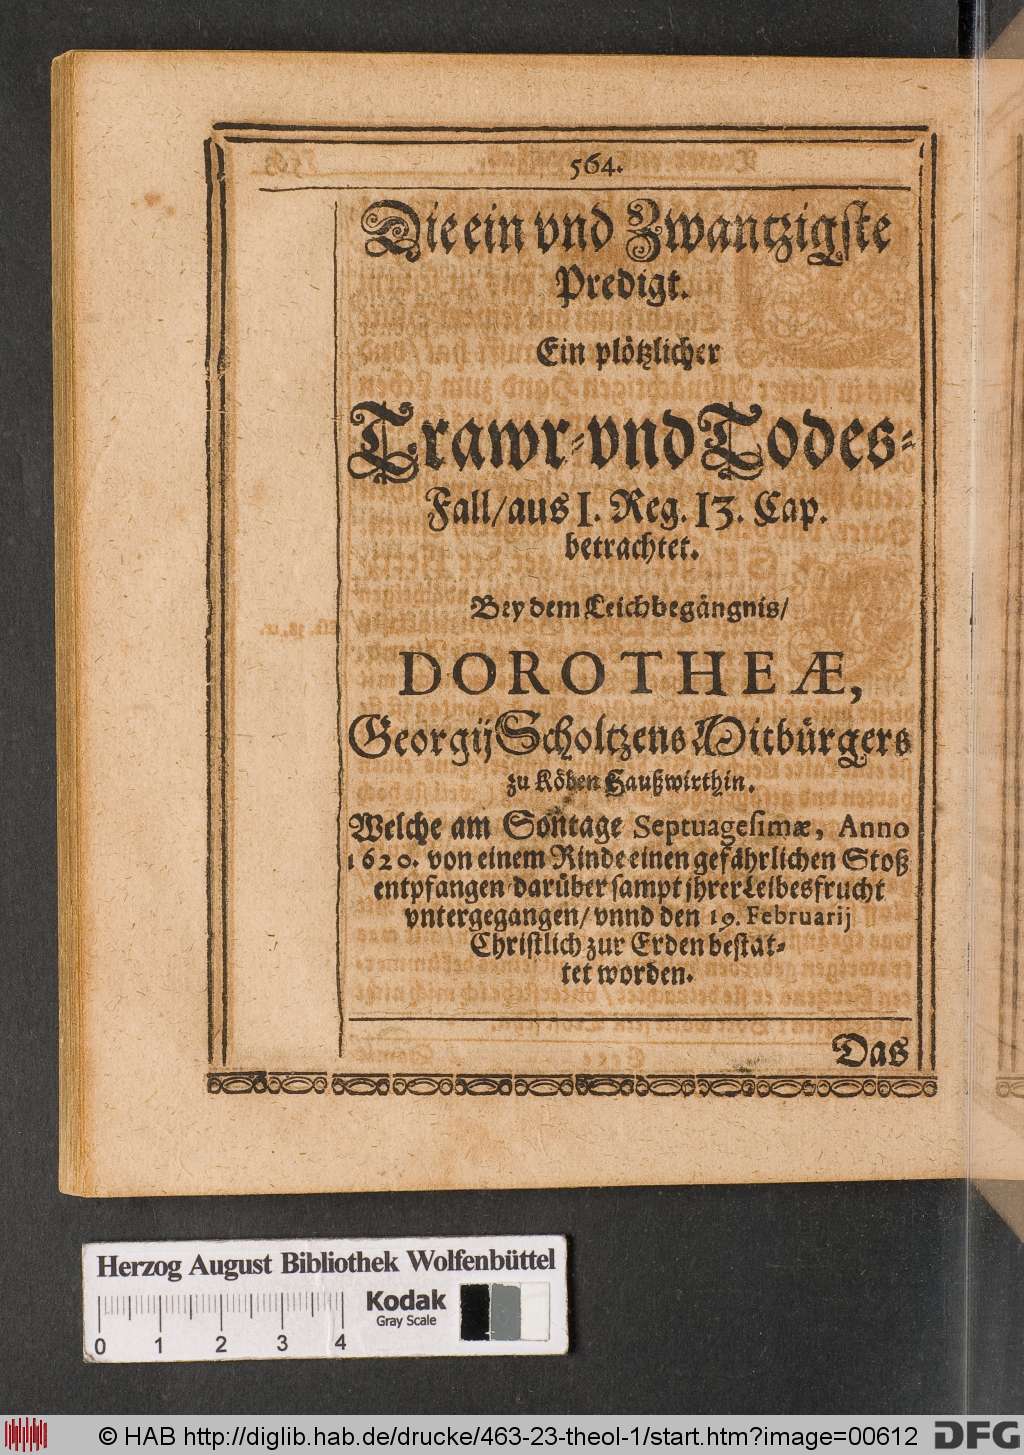 564.
Die ein vnd Zwantzigste
Predigt.
Ein plötzlicher
Trawr-vnd Todes-
Fall/aus I. Reg. 13. Cap.
betrachtet.
Bey dem Leichbegängnis/
DOROTHEÆ,
Georgij Scholtzens Mitbürgers
zu Köben Haußwirthin.
Welche am Sontage Septuagesimæ, Anno
1620. von einem Rinde einen gefährlichen Stoß
entpfangen darüber sampt jhrer Leibesfrucht
vntergegangen/vnnd den 19. Februarij
Christlich zur Erden bestat-
tet worden.
Das
Herzog August Bibliothek Wolfenbüttel
Kodak
Gray Scale
0 1 2 3 4
© HAB http://diglib.hab.de/drucke/463-23-theol-1/start.htm?image=00612
DFG